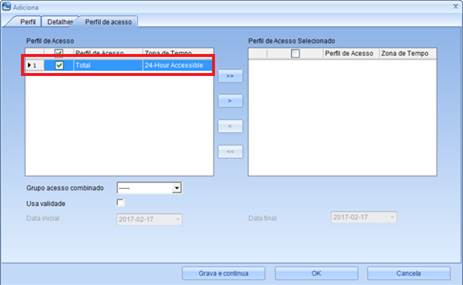 Adiciona
Perfil Detalhes Perfil de acesso
Perfil de Acesso
Perfil de Acesso Zona de Tempo
1 Total 24-Hour Accessible
>>
>
<
<<
Perfil de Acesso Selecionado
Perfil de Acesso Zona de Tempo
Grupo acesso combinado -----
Usa validade
Data inicial 2017-02-17 Data final 2017-02-17
Grava e continua OK Cancela